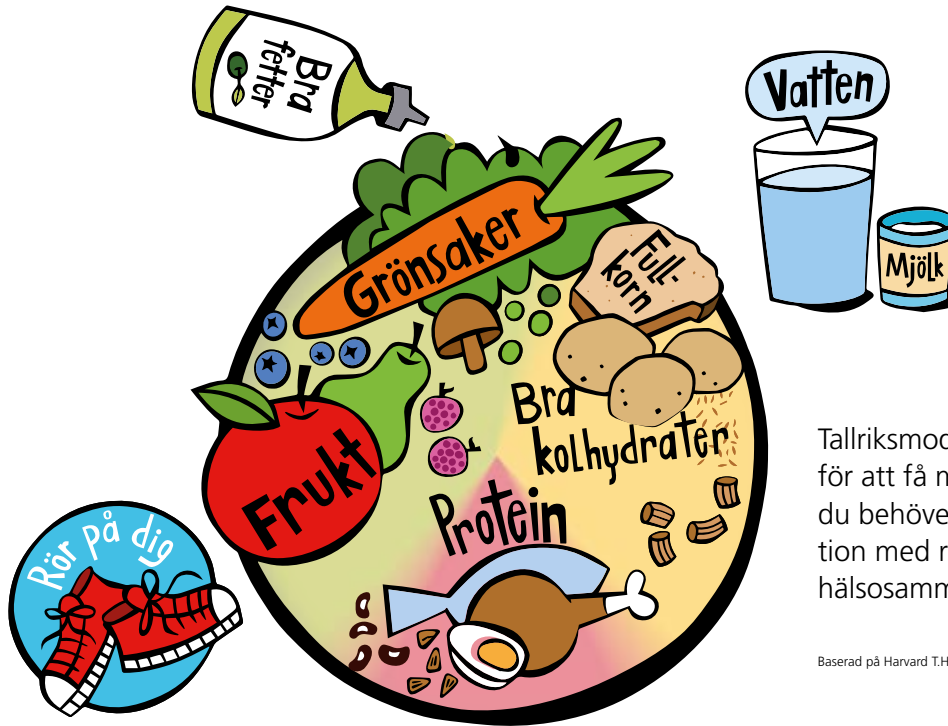 Bra
fetter
Vatten
Mjölk
Grönsaker
Full-
korn
Bra
kolhydrater
Frukt
Protein
Rör på dig
för att få
du behöve
tion med
hälsosamm
Baserad på Harvard T.H